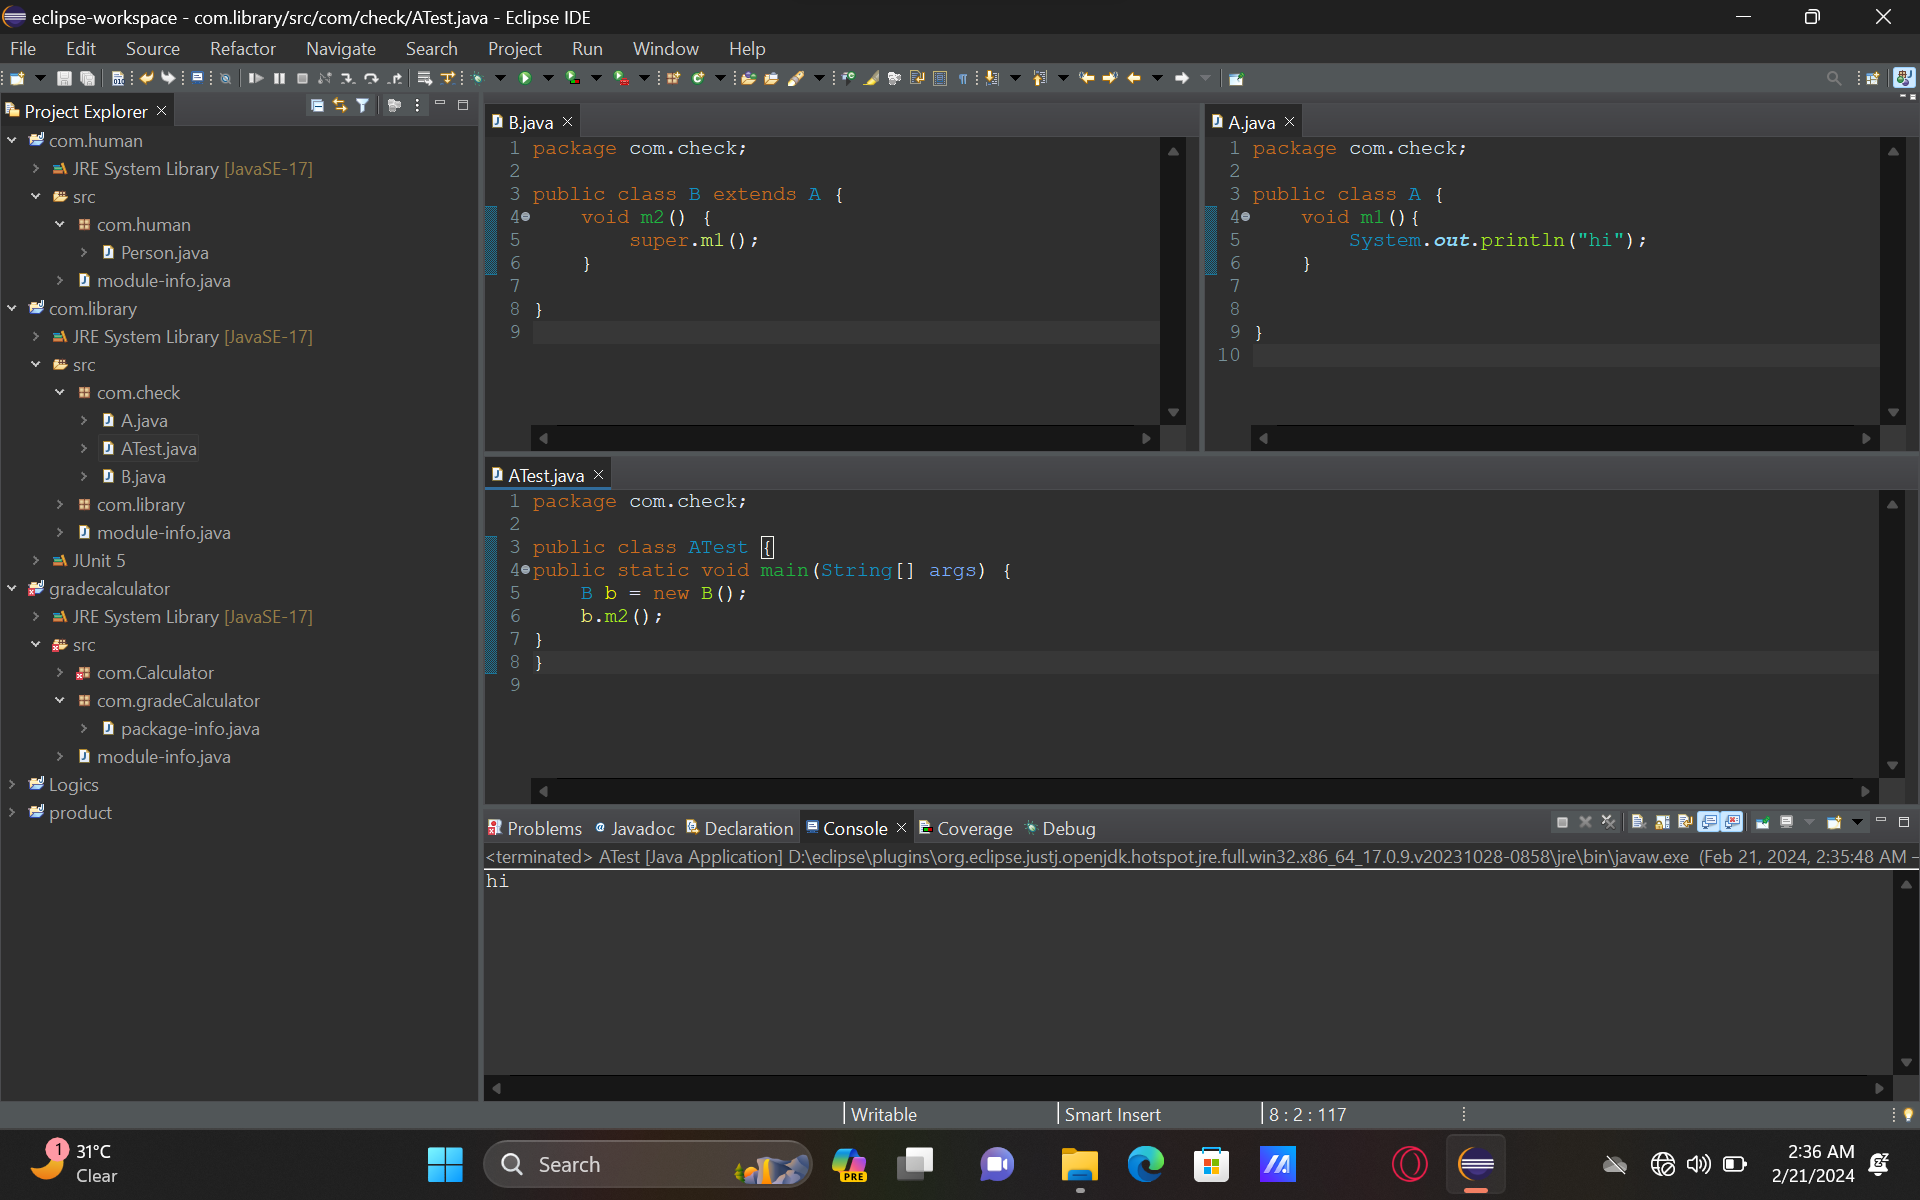 eclipse-workspace - com.library/src/com/check/ATest.java - Eclipse IDE
File Edit Source Refactor Navigate Search Project Run Window Help
Project Explorer
com.human
JRE System Library [JavaSE-17]
src
com.human
Person.java
module-info.java
com.library
JRE System Library [JavaSE-17]
src
com.check
A.java
ATest.java
B.java
com.library
module-info.java
JUnit 5
gradecalculator
JRE System Library [JavaSE-17]
src
com.Calculator
com.gradeCalculator
package-info.java
module-info.java
Logics
product
B.java
1 package com.check;
2
3 public class B extends A {
4 void m2() {
5 super.m1();
6 }
7
8 }
9
A.java
1 package com.check;
2
3 public class A {
4 void m1(){
5 System.out.println("hi");
6 }
7
8
9 }
10
ATest.java
1 package com.check;
2
3 public class ATest {
4 public static void main(String[] args) {
5 B b = new B();
6 b.m2();
7 }
8 }
9
Problems @ Javadoc Declaration Console Coverage Debug
<terminated> ATest [Java Application] D:\eclipse\plugins\org.eclipse.justj.openjdk.hotspot.jre.full.win32.x86_64_17.0.9.v20231028-0858\jre\bin\javaw.exe (Feb 21, 2024, 2:35:48 AM –
hi
Writable Smart Insert 8 : 2 : 117
1
31°C
Clear
Search
PRE
2:36 AM
2/21/2024